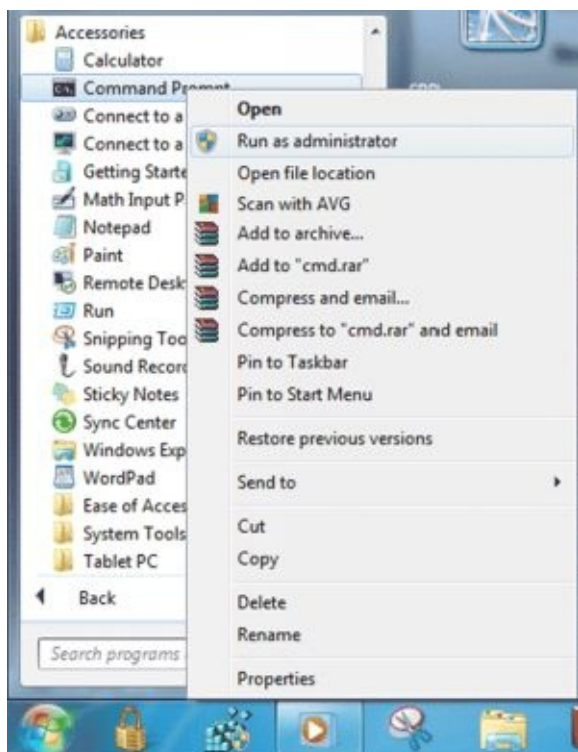 Accessories
Calculator
Command Prompt
Connect to a
Connect to a
Getting Starte
Math Input P
Notepad
Paint
Remote Desk
Run
Snipping Too
Sound Record
Sticky Notes
Sync Center
Windows Exp
WordPad
Ease of Acces
System Tools
Tablet PC
Back
Search programs
Open
Run as administrator
Open file location
Scan with AVG
Add to archive...
Add to "cmd.rar"
Compress and email...
Compress to "cmd.rar" and email
Pin to Taskbar
Pin to Start Menu
Restore previous versions
Send to
Cut
Copy
Delete
Rename
Properties